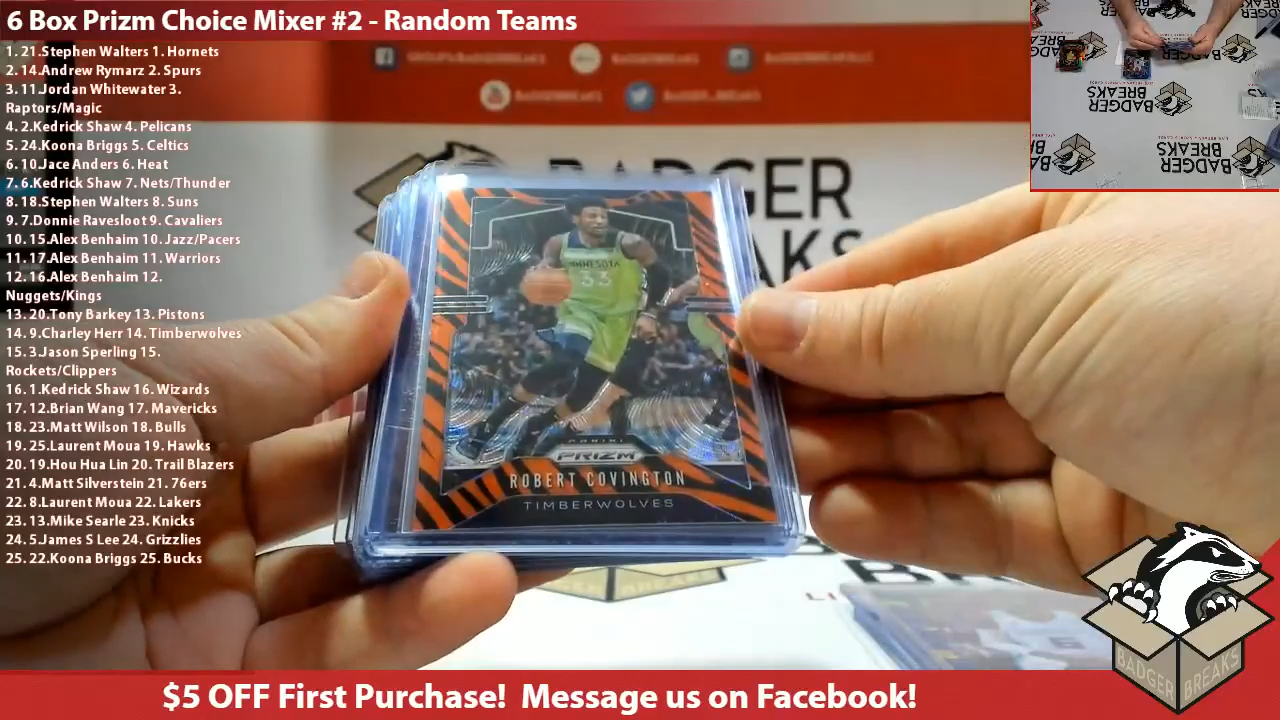 6 Box Prizm Choice Mixer #2 - Random Teams
1. 21.Stephen Walters 1. Hornets
2. 14.Andrew Rymarz 2. Spurs
3. 11.Jordan Whitewater 3.
Raptors/Magic
4. 2.Kedrick Shaw 4. Pelicans
5. 24.Koona Briggs 5. Celtics
6. 10.Jace Anders 6. Heat
7. 6.Kedrick Shaw 7. Nets/Thunder
8. 18.Stephen Walters 8. Suns
9. 7.Donnie Ravesloot 9. Cavaliers
10. 15.Alex Benhaim 10. Jazz/Pacers
11. 17.Alex Benhaim 11. Warriors
12. 16.Alex Benhaim 12.
Nuggets/Kings
13. 20.Tony Barkey 13. Pistons
14. 9.Charley Herr 14. Timberwolves
15. 3.Jason Sperling 15.
Rockets/Clippers
16. 1.Kedrick Shaw 16. Wizards
17. 12.Brian Wang 17. Mavericks
18. 23.Matt Wilson 18. Bulls
19. 25.Laurent Moua 19. Hawks
20. 19.Hou Hua Lin 20. Trail Blazers
21. 4.Matt Silverstein 21. 76ers
22. 8.Laurent Moua 22. Lakers
23. 13.Mike Searle 23. Knicks
24. 5.James S Lee 24. Grizzlies
25. 22.Koona Briggs 25. Bucks
BADGER
BREAKS
MINNESOTA
33
PANINI
PRIZM
ROBERT COVINGTON
TIMBERWOLVES
BADGER
BREAKS
BADGER BREAKS
$5 OFF First Purchase! Message us on Facebook!